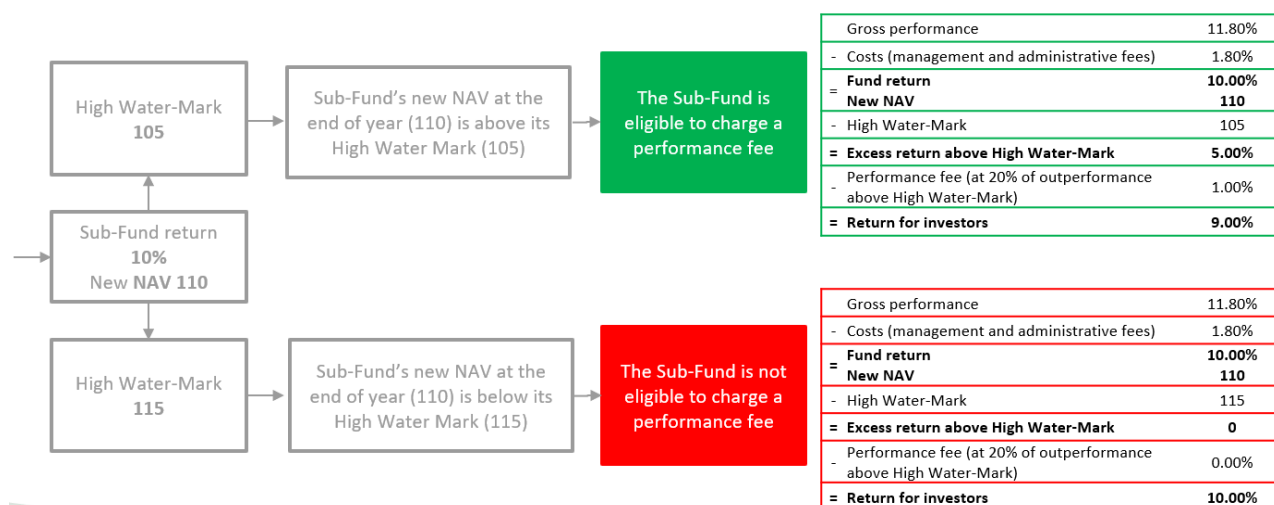 High Water-Mark
105
Sub-Fund's new NAV at the
end of year (110) is above its
High Water Mark (105)
The Sub-Fund is
eligible to charge a
performance fee
Gross performance 11.80%
- Costs (management and administrative fees) 1.80%
= Fund return 10.00%
New NAV 110
- High Water-Mark 105
= Excess return above High Water-Mark 5.00%
- Performance fee (at 20% of outperformance
above High Water-Mark) 1.00%
= Return for investors 9.00%
Sub-Fund return
10%
New NAV 110
High Water-Mark
115
Sub-Fund's new NAV at the
end of year (110) is below its
High Water Mark (115)
The Sub-Fund is not
eligible to charge a
performance fee
Gross performance 11.80%
- Costs (management and administrative fees) 1.80%
= Fund return 10.00%
New NAV 110
- High Water-Mark 115
= Excess return above High Water-Mark 0
- Performance fee (at 20% of outperformance
above High Water-Mark) 0.00%
= Return for investors 10.00%